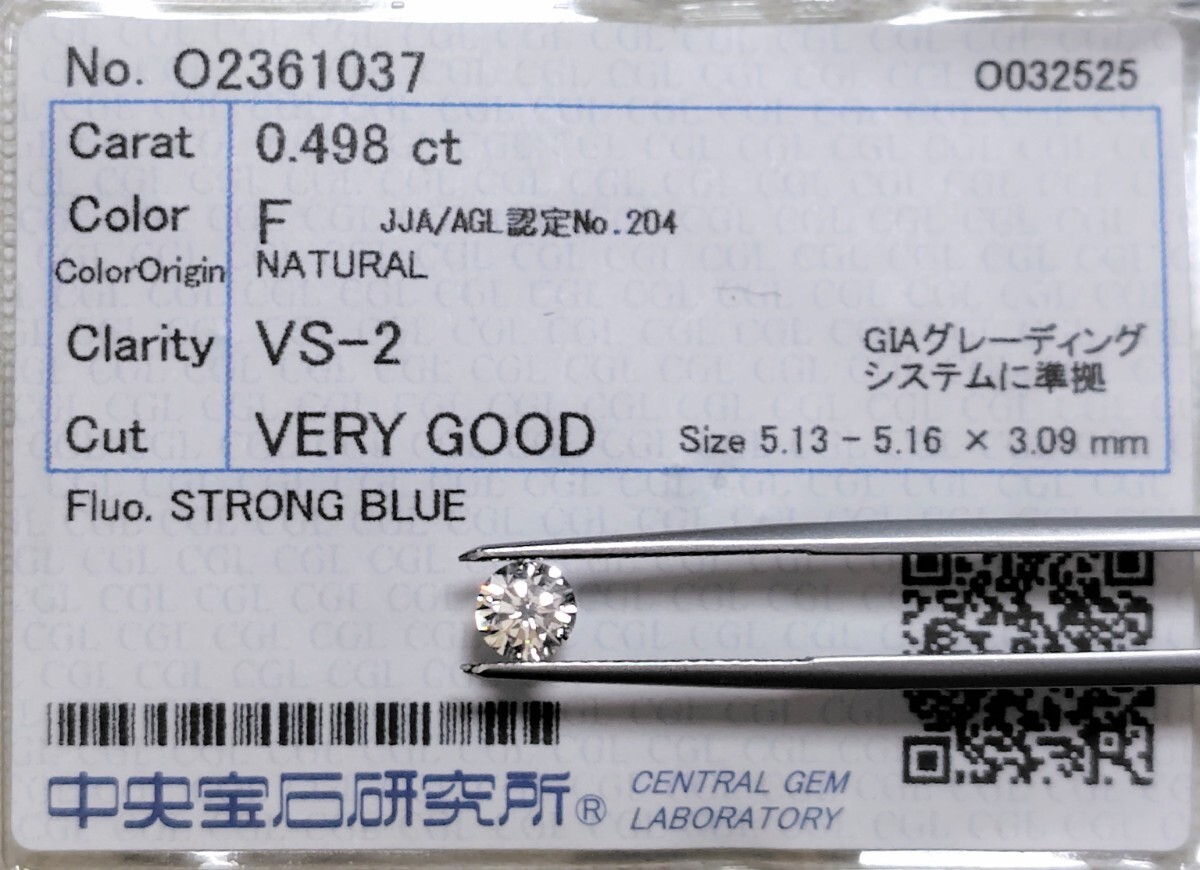 No. O2361037
O032525
Carat 0.498 ct
Color F JJA/AGL認定No.204
ColorOrigin NATURAL
Clarity VS-2
GIAグレーディング
システムに準拠
Cut VERY GOOD Size 5.13 - 5.16 × 3.09 mm
Fluo. STRONG BLUE
中央宝石研究所® CENTRAL GEM
LABORATORY